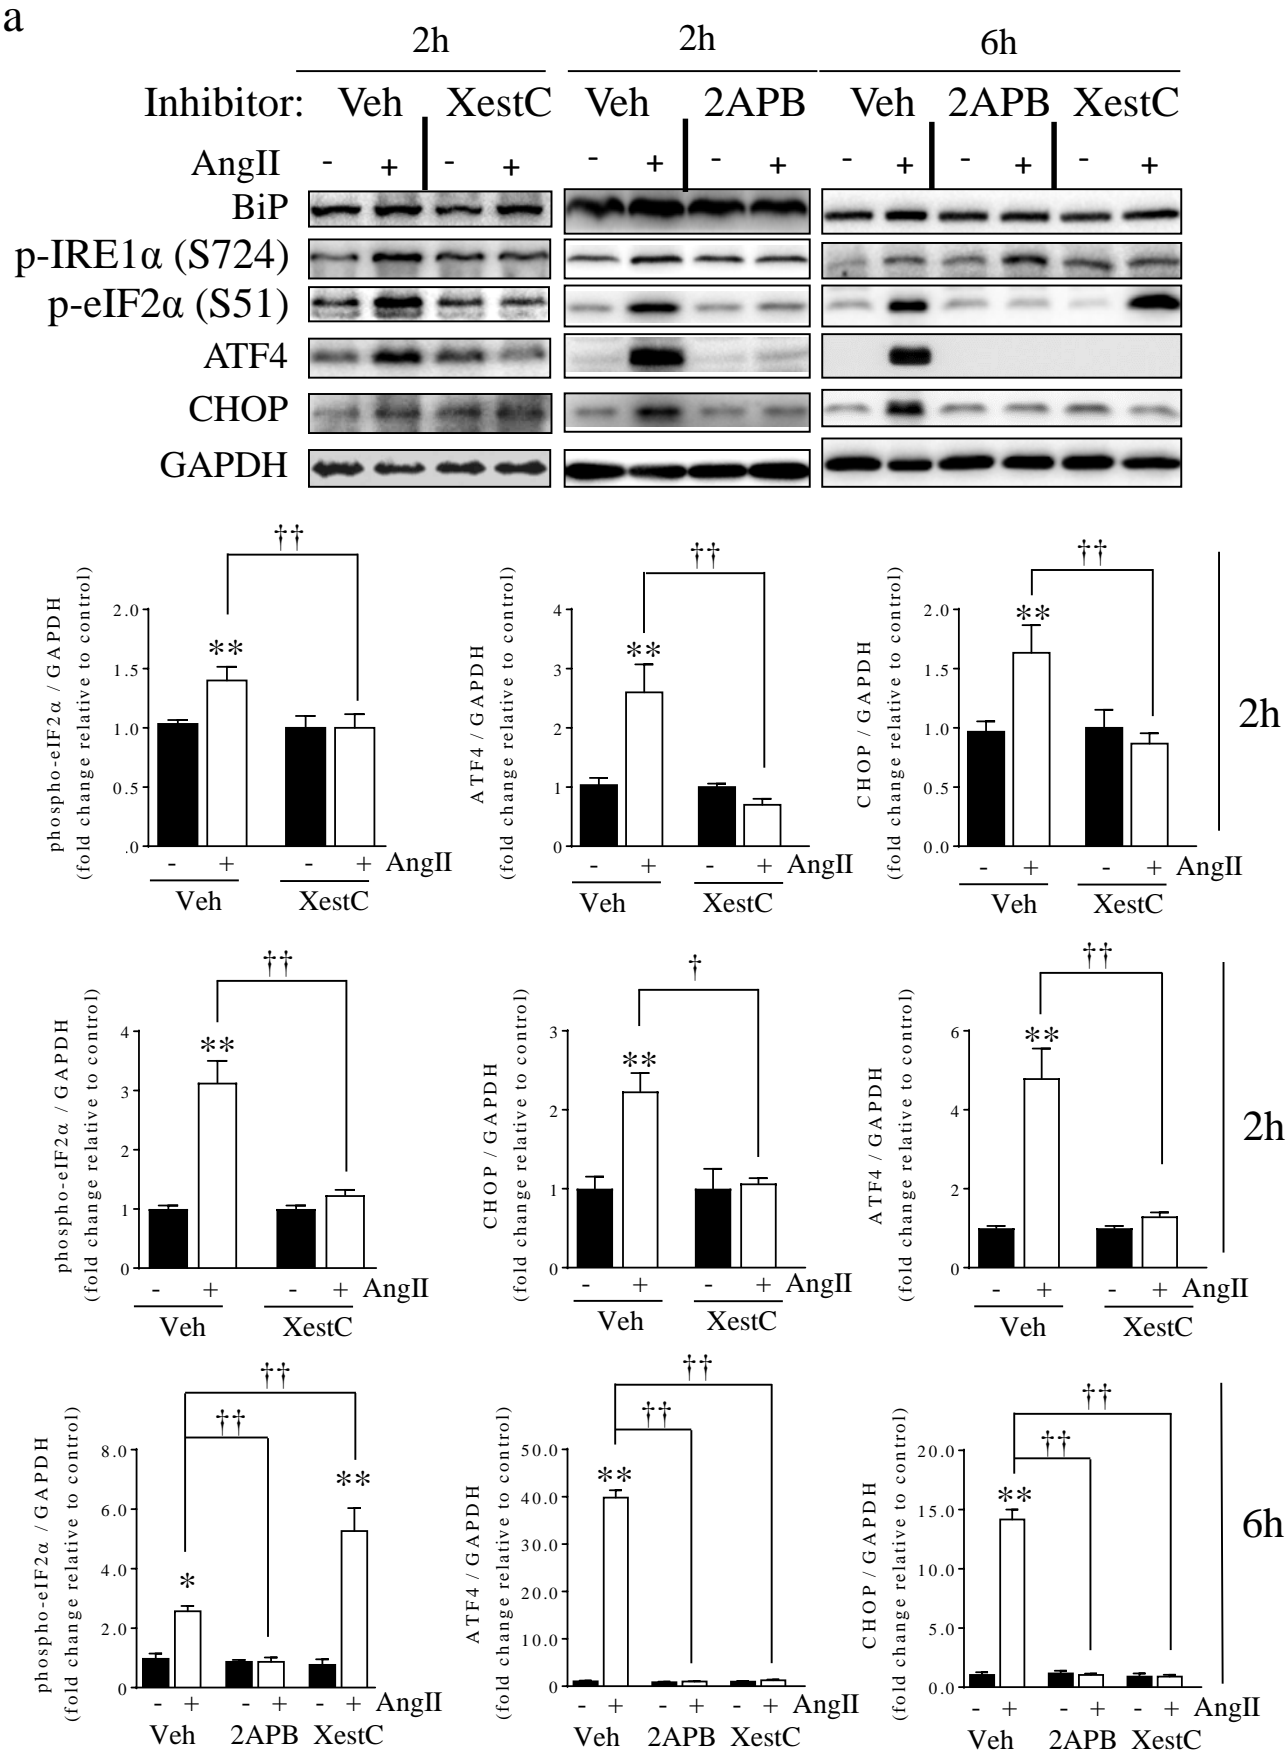 a
2h 2h 6h
Inhibitor: Veh XestC Veh 2APB Veh 2APB XestC
AngII - + - + - + - + - + - + - +
BiP
p-IRE1α (S724)
p-eIF2α (S51)
ATF4
CHOP
GAPDH
phospho-eIF2α / GAPDH
(fold change relative to control)
2.0
1.5
1.0
0.5
.0
**
††
- + - + AngII
Veh XestC
ATF4 / GAPDH
(fold change relative to control)
4
3
2
1
0
**
††
- + - + AngII
Veh XestC
CHOP / GAPDH
(fold change relative to control)
2.0
1.5
1.0
0.5
0.0
**
††
- + - + AngII
Veh XestC
2h
phospho-eIF2α / GAPDH
(fold change relative to control)
4
3
2
1
0
**
††
- + - + AngII
Veh XestC
CHOP / GAPDH
(fold change relative to control)
3
2
1
0
**
†
- + - + AngII
Veh XestC
ATF4 / GAPDH
(fold change relative to control)
6
4
2
0
**
††
- + - + AngII
Veh XestC
2h
phospho-eIF2α / GAPDH
(fold change relative to control)
8.0
6.0
4.0
2.0
0
*
**
††
††
- + - + - + AngII
Veh 2APB XestC
ATF4 / GAPDH
(fold change relative to control)
50.0
40.0
30.0
20.0
10.0
0
**
††
††
- + - + - + AngII
Veh 2APB XestC
CHOP / GAPDH
(fold change relative to control)
20.0
15.0
10.0
5.0
0.0
**
††
††
- + - + - + AngII
Veh 2APB XestC
6h